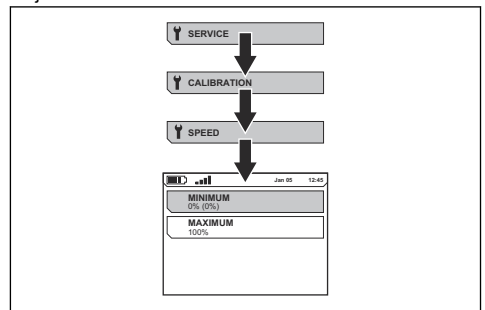 SERVICE
CALIBRATION
SPEED
Jan 05 12:45
MINIMUM
0% (0%)
MAXIMUM
100%